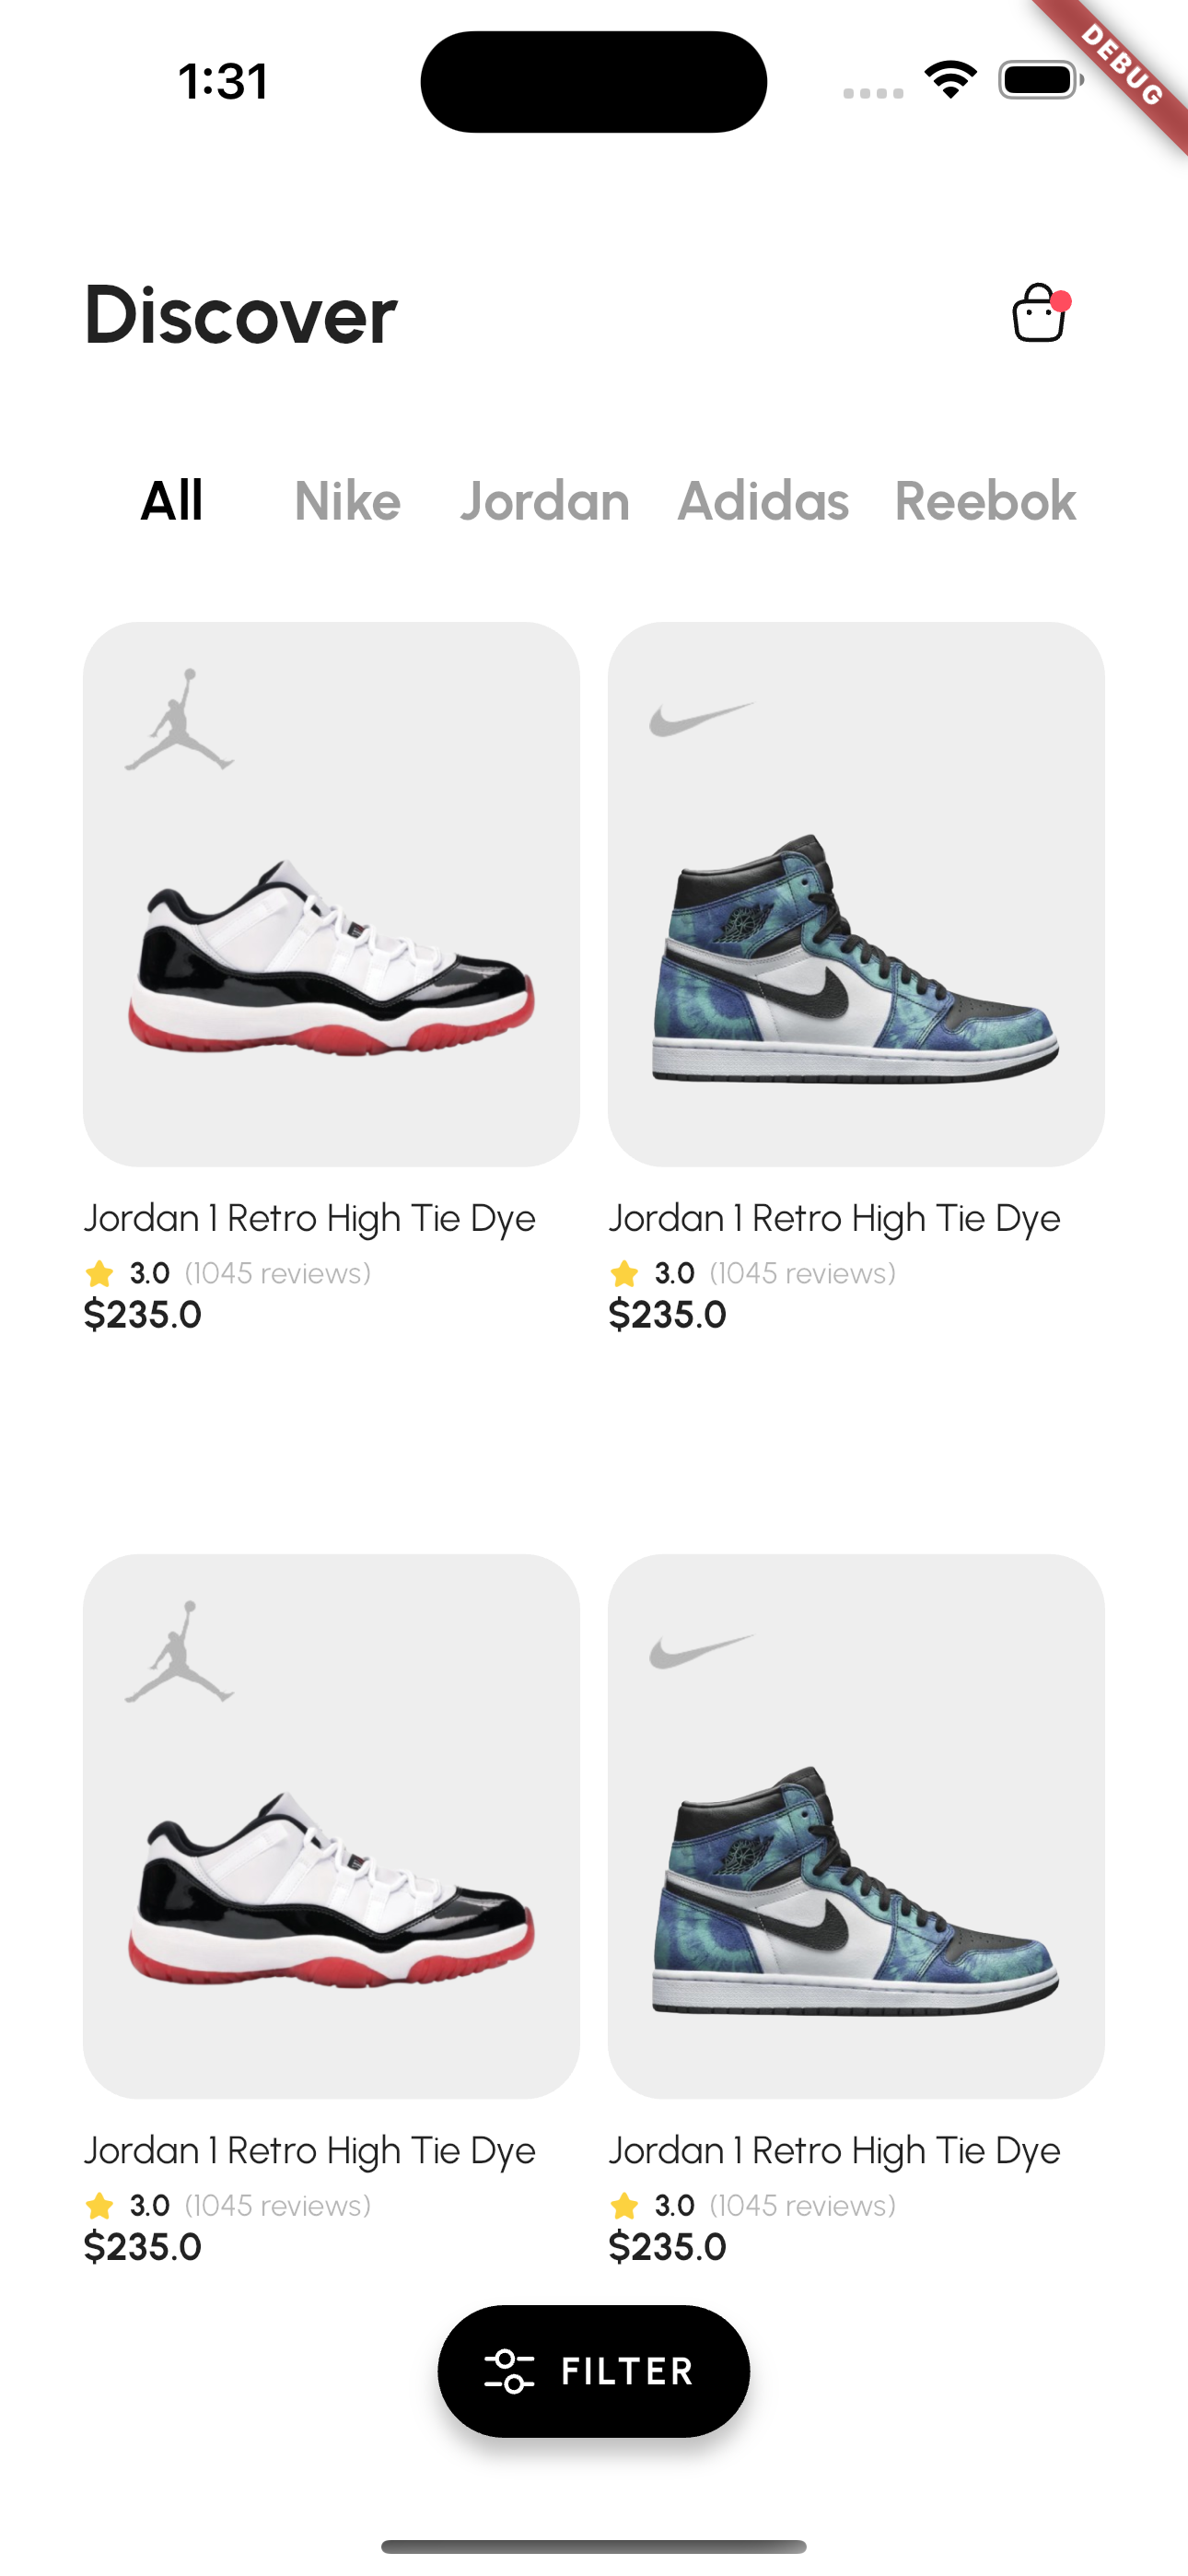 1:31
DEBUG
Discover
All Nike Jordan Adidas Reebok
Jordan 1 Retro High Tie Dye Jordan 1 Retro High Tie Dye
3.0 (1045 reviews) 3.0 (1045 reviews)
$235.0 $235.0
Jordan 1 Retro High Tie Dye Jordan 1 Retro High Tie Dye
3.0 (1045 reviews) 3.0 (1045 reviews)
$235.0 $235.0
FILTER